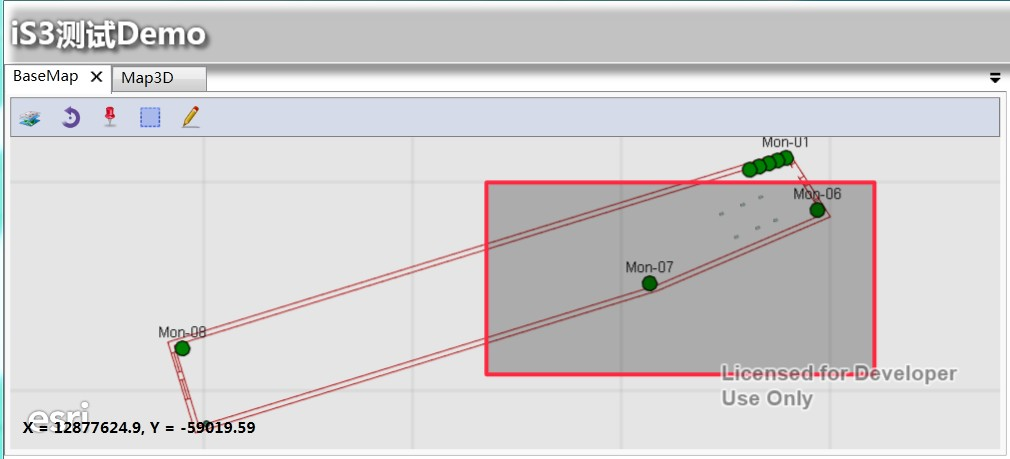 iS3测试Demo
BaseMap
Map3D
Mon-01
Mon-06
Mon-07
Mon-08
Licensed for Developer
Use Only
esri
X = 12877624.9, Y = -59019.59